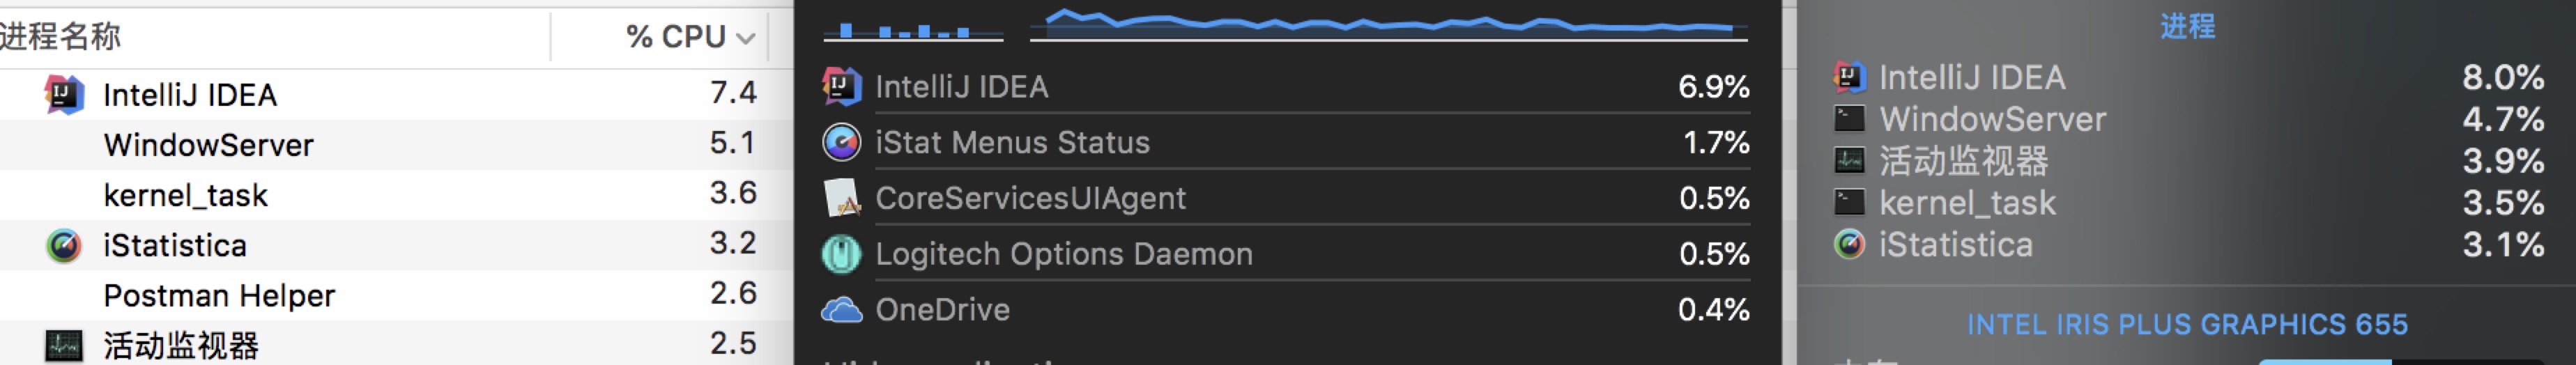 进程名称 % CPU
IntelliJ IDEA 7.4
WindowServer 5.1
kernel_task 3.6
iStatistica 3.2
Postman Helper 2.6
活动监视器 2.5
IntelliJ IDEA 6.9%
iStat Menus Status 1.7%
CoreServicesUIAgent 0.5%
Logitech Options Daemon 0.5%
OneDrive 0.4%
进程
IntelliJ IDEA 8.0%
WindowServer 4.7%
活动监视器 3.9%
kernel_task 3.5%
iStatistica 3.1%
INTEL IRIS PLUS GRAPHICS 655